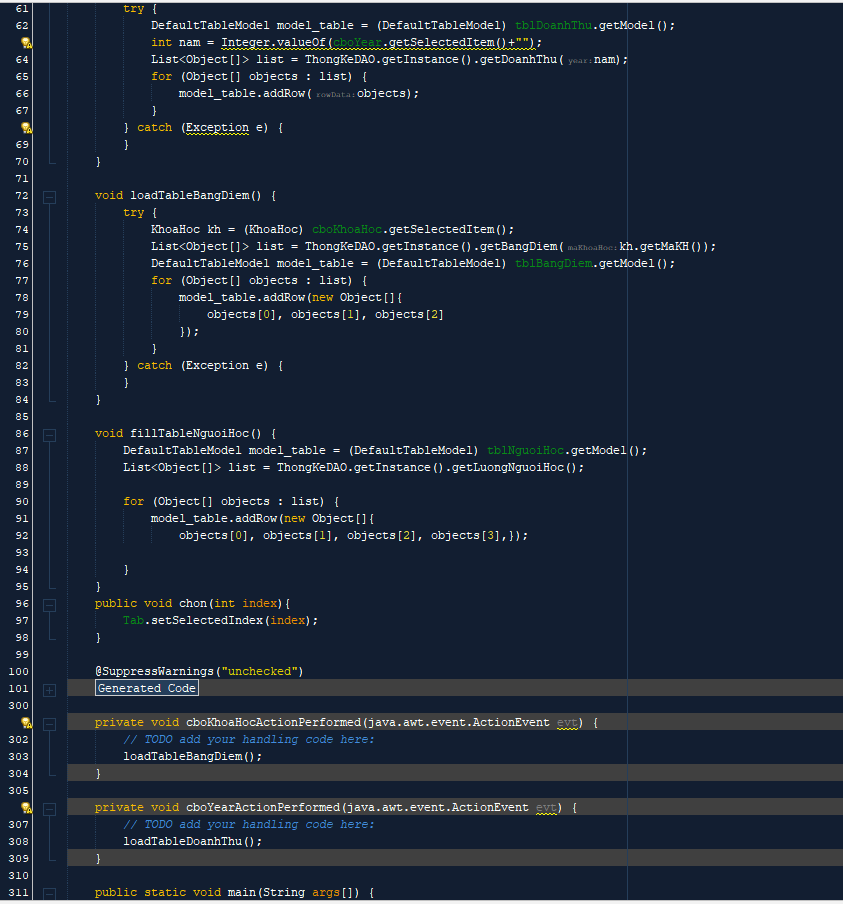 61 try {
62 DefaultTableModel model_table = (DefaultTableModel) tblDoanhThu.getModel();
int nam = Integer.valueOf(cboYear.getSelectedItem()+"");
64 List<Object[]> list = ThongKeDAO.getInstance().getDoanhThu( year: nam);
65 for (Object[] objects : list) {
66 model_table.addRow( rowData: objects);
67 }
} catch (Exception e) {
69 }
70 }
71
72 void loadTableBangDiem() {
73 try {
74 KhoaHoc kh = (KhoaHoc) cboKhoaHoc.getSelectedItem();
75 List<Object[]> list = ThongKeDAO.getInstance().getBangDiem( maKhoaHoc: kh.getMaKH());
76 DefaultTableModel model_table = (DefaultTableModel) tblBangDiem.getModel();
77 for (Object[] objects : list) {
78 model_table.addRow(new Object[]{
79 objects[0], objects[1], objects[2]
80 });
81 }
82 } catch (Exception e) {
83 }
84 }
85
86 void fillTableNguoiHoc() {
87 DefaultTableModel model_table = (DefaultTableModel) tblNguoiHoc.getModel();
88 List<Object[]> list = ThongKeDAO.getInstance().getLuongNguoiHoc();
89
90 for (Object[] objects : list) {
91 model_table.addRow(new Object[]{
92 objects[0], objects[1], objects[2], objects[3],});
93
94 }
95 }
96 public void chon(int index){
97 Tab.setSelectedIndex(index);
98 }
99
100 @SuppressWarnings("unchecked")
101 Generated Code
300
private void cboKhoaHocActionPerformed(java.awt.event.ActionEvent evt) {
302 // TODO add your handling code here:
303 loadTableBangDiem();
304 }
305
private void cboYearActionPerformed(java.awt.event.ActionEvent evt) {
307 // TODO add your handling code here:
308 loadTableDoanhThu();
309 }
310
311 public static void main(String args[]) {